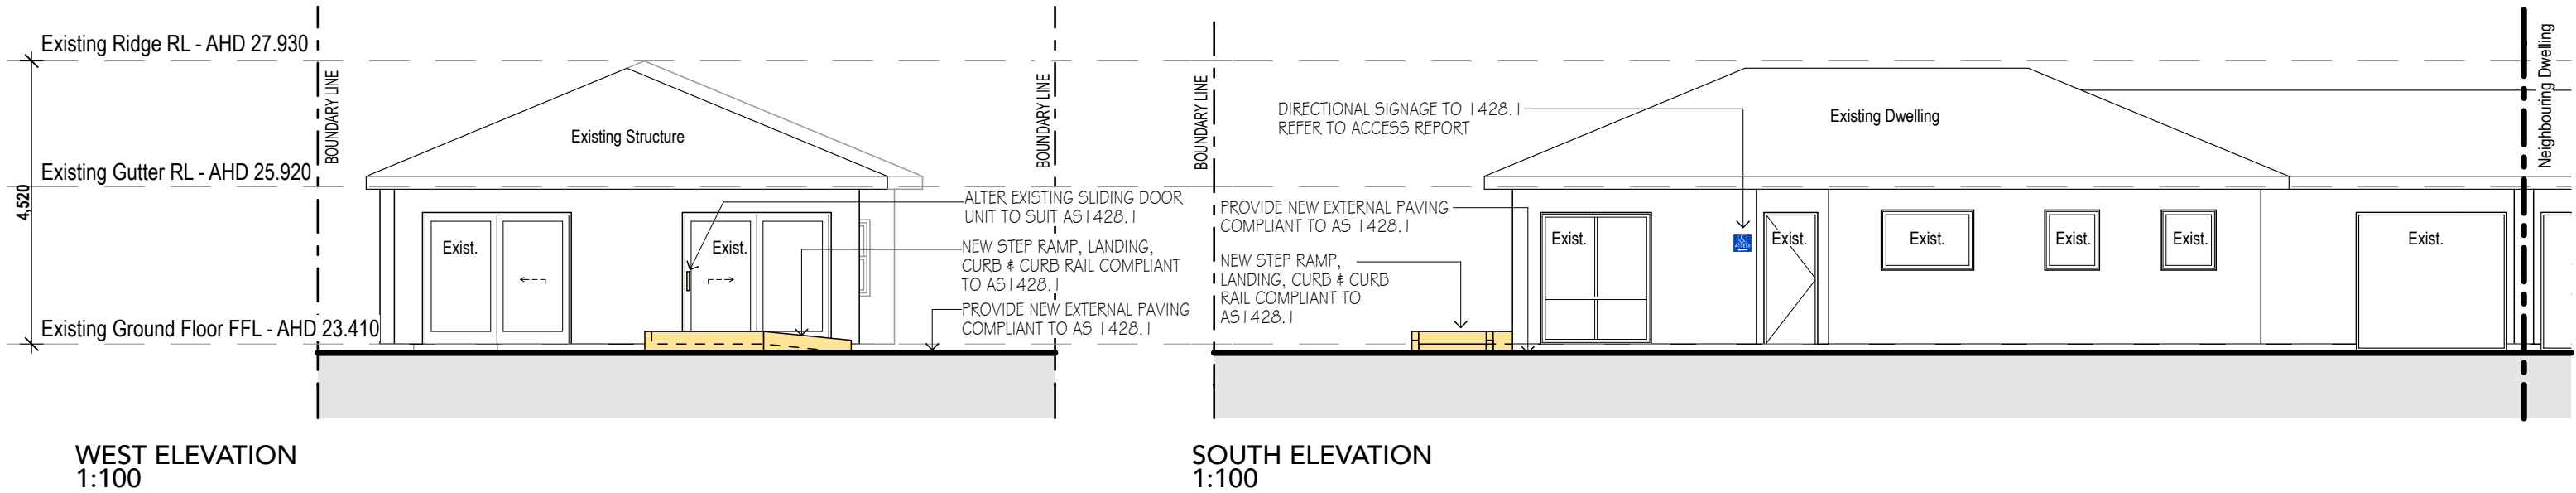 Existing Ridge RL - AHD 27.930
Existing Gutter RL - AHD 25.920
Existing Ground Floor FFL - AHD 23.410
4,520
BOUNDARY LINE
Existing Structure
Exist.
Exist.
BOUNDARY LINE
ALTER EXISTING SLIDING DOOR
UNIT TO SUIT AS1428.1
NEW STEP RAMP, LANDING,
CURB & CURB RAIL COMPLIANT
TO AS1428.1
PROVIDE NEW EXTERNAL PAVING
COMPLIANT TO AS 1428.1
WEST ELEVATION
1:100
BOUNDARY LINE
DIRECTIONAL SIGNAGE TO 1428.1
REFER TO ACCESS REPORT
PROVIDE NEW EXTERNAL PAVING
COMPLIANT TO AS 1428.1
NEW STEP RAMP,
LANDING, CURB & CURB
RAIL COMPLIANT TO
AS1428.1
Existing Dwelling
Exist.
ACCESS
Exist.
Exist.
Exist.
Exist.
Exist.
Neighbouring Dwelling
SOUTH ELEVATION
1:100